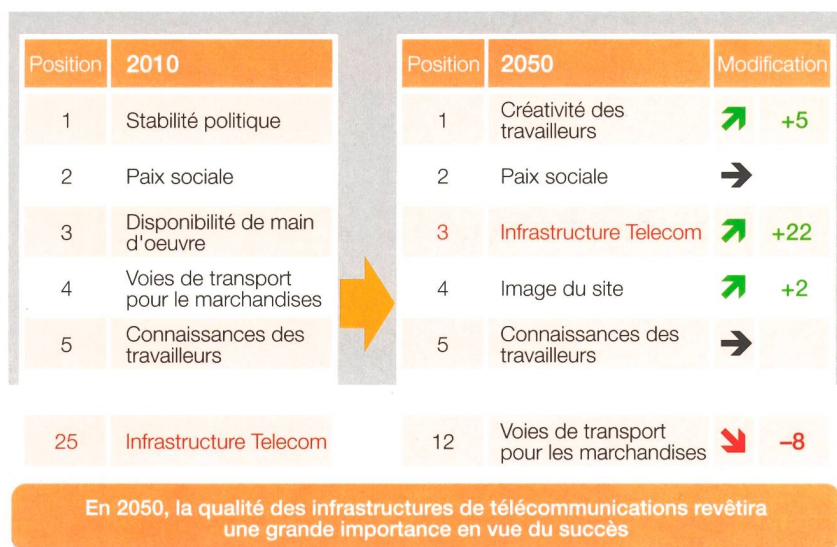 Position 2010
1 Stabilité politique
2 Paix sociale
3 Disponibilité de main
d'oeuvre
4 Voies de transport
pour le marchandises
5 Connaissances des
travailleurs
25 Infrastructure Telecom
Position 2050 Modification
1 Créativité des
travailleurs +5
2 Paix sociale
3 Infrastructure Telecom +22
4 Image du site +2
5 Connaissances des
travailleurs
12 Voies de transport
pour les marchandises –8
En 2050, la qualité des infrastructures de télécommunications revêtira
une grande importance en vue du succès